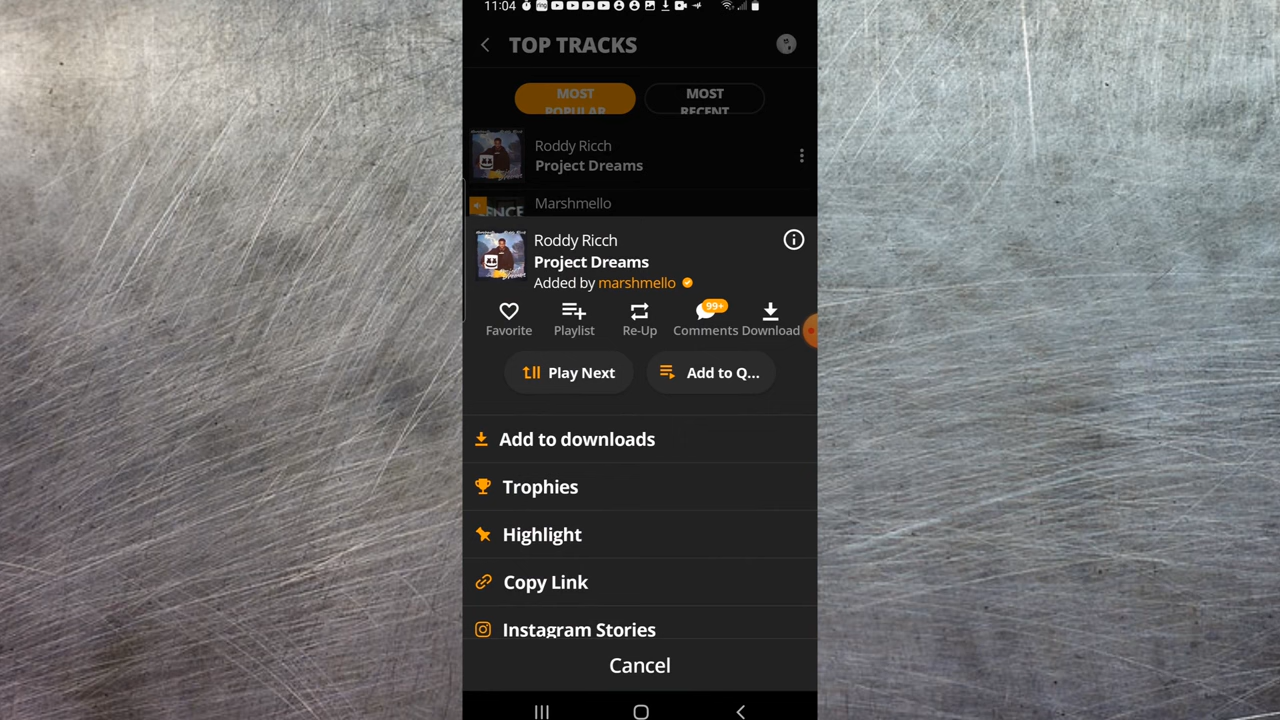 11:04
TOP TRACKS
MOST POPULAR
MOST RECENT
Roddy Ricch
Project Dreams
Marshmello
Roddy Ricch
Project Dreams
Added by marshmello
99+
Favorite Playlist Re-Up Comments Download
Play Next Add to Q...
Add to downloads
Trophies
Highlight
Copy Link
Instagram Stories
Cancel